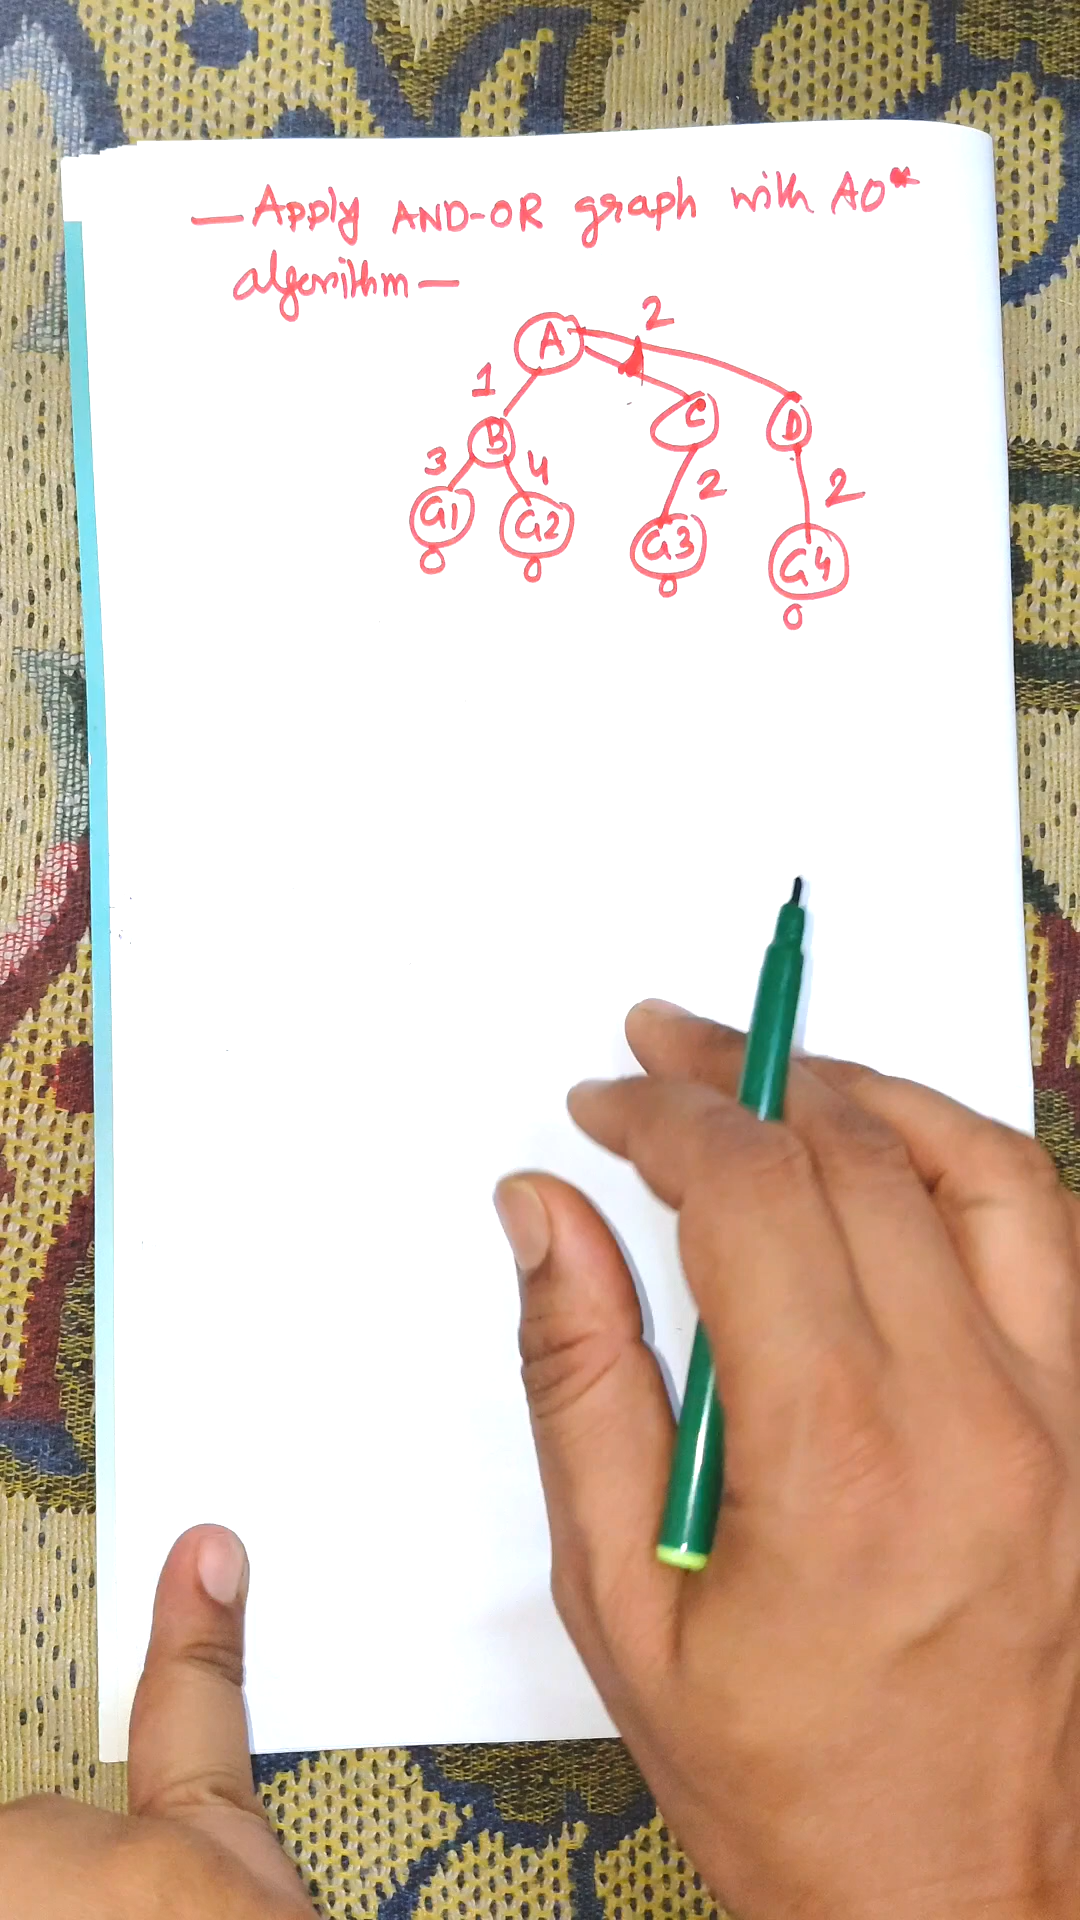 — Apply AND-OR graph with AO*
algorithm —
2
A
1
C
D
B
3
4
2
2
G1
G2
G3
G4
0
0
0
0